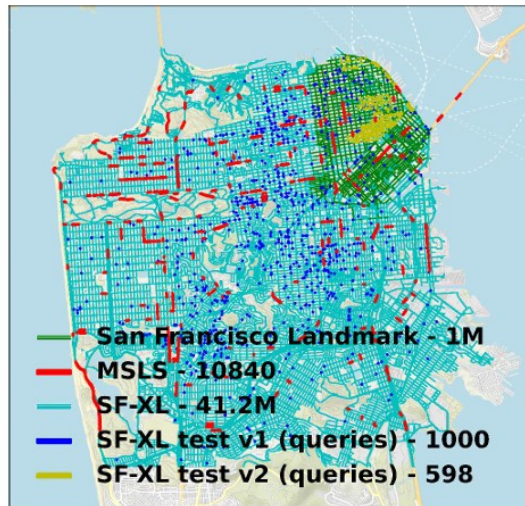 San Francisco Landmark - 1M
MSLS - 10840
SF-XL - 41.2M
SF-XL test v1 (queries) - 1000
SF-XL test v2 (queries) - 598